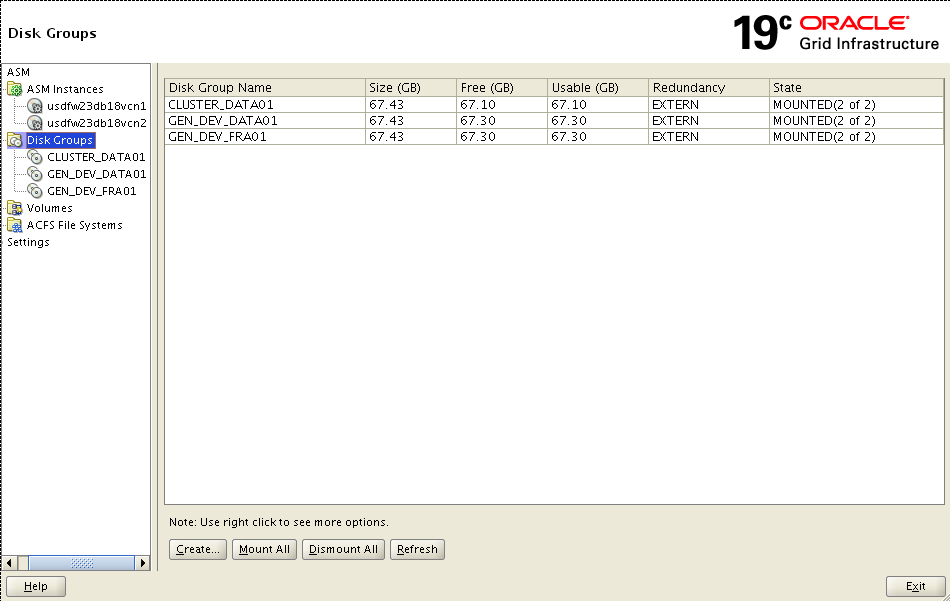 Disk Groups
19c ORACLE
Grid Infrastructure
ASM
ASM Instances
usdfw23db18vcn1
usdfw23db18vcn2
Disk Groups
CLUSTER_DATA01
GEN_DEV_DATA01
GEN_DEV_FRA01
Volumes
ACFS File Systems
Settings
Disk Group Name Size (GB) Free (GB) Usable (GB) Redundancy State
CLUSTER_DATA01 67.43 67.10 67.10 EXTERN MOUNTED(2 of 2)
GEN_DEV_DATA01 67.43 67.30 67.30 EXTERN MOUNTED(2 of 2)
GEN_DEV_FRA01 67.43 67.30 67.30 EXTERN MOUNTED(2 of 2)
Note: Use right click to see more options.
Create... Mount All Dismount All Refresh
Help Exit